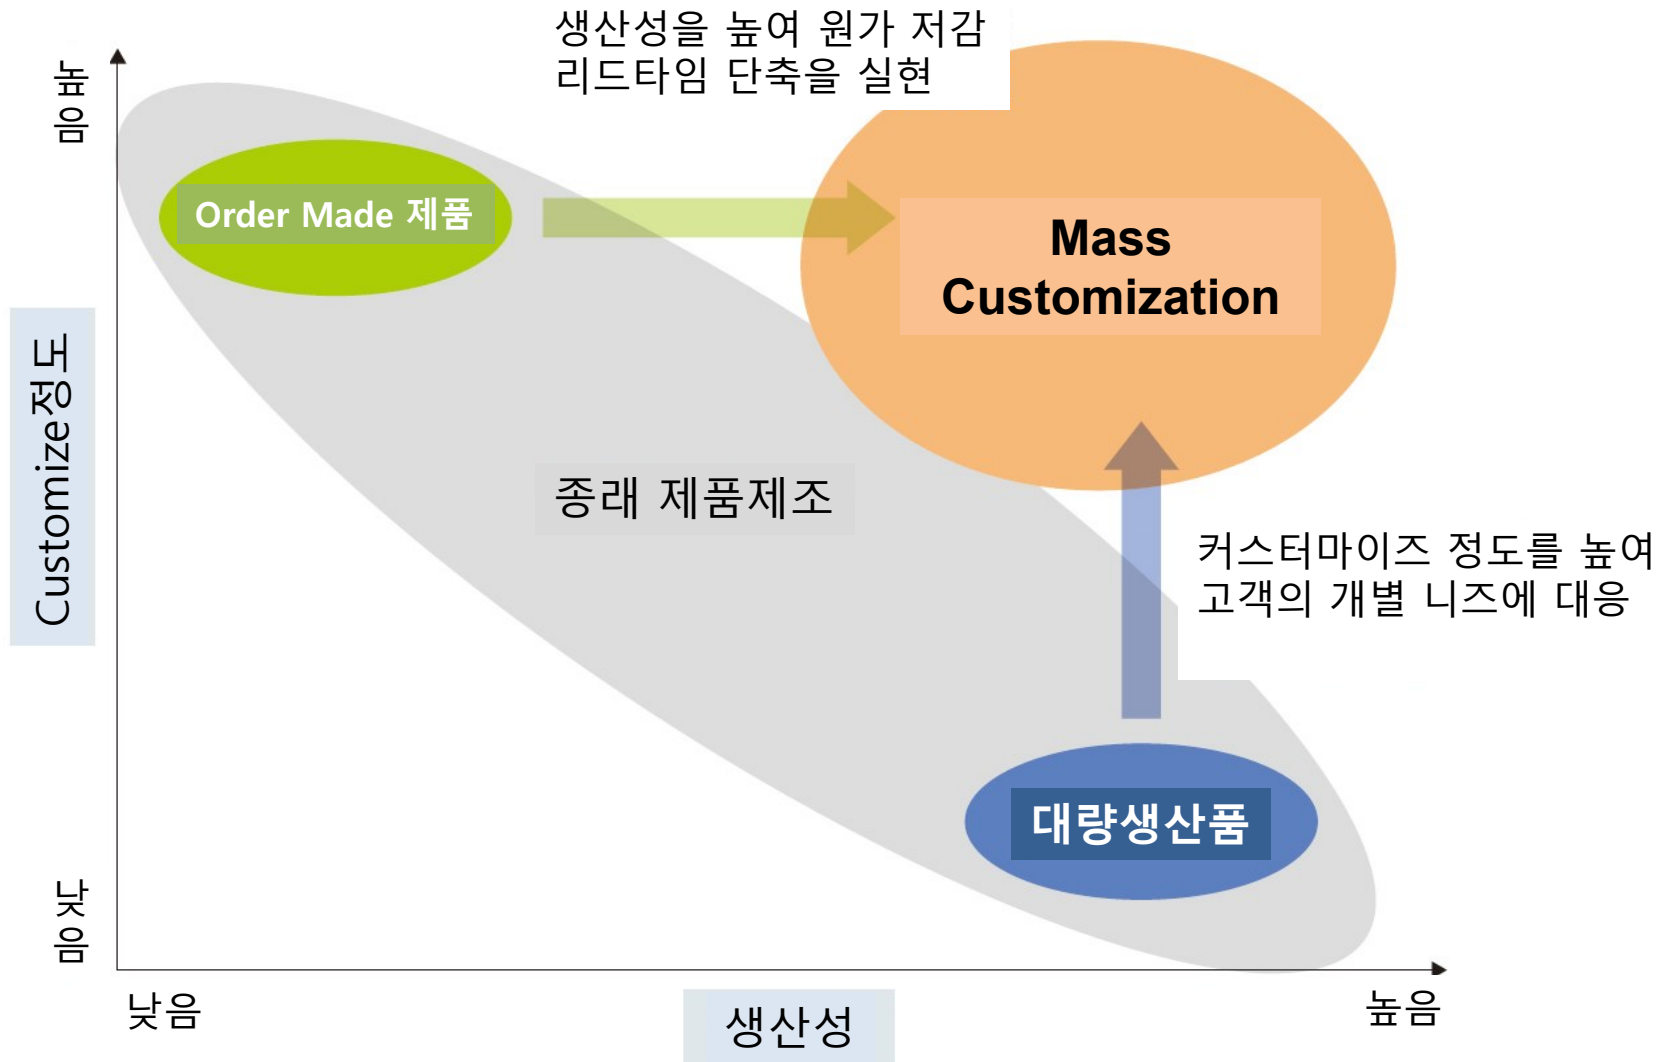 생산성을 높여 원가 저감
리드타임 단축을 실현
높음
Order Made 제품
Mass
Customization
Customize정도
종래 제품제조
커스터마이즈 정도를 높여
고객의 개별 니즈에 대응
대량생산품
낮음
낮음
생산성
높음